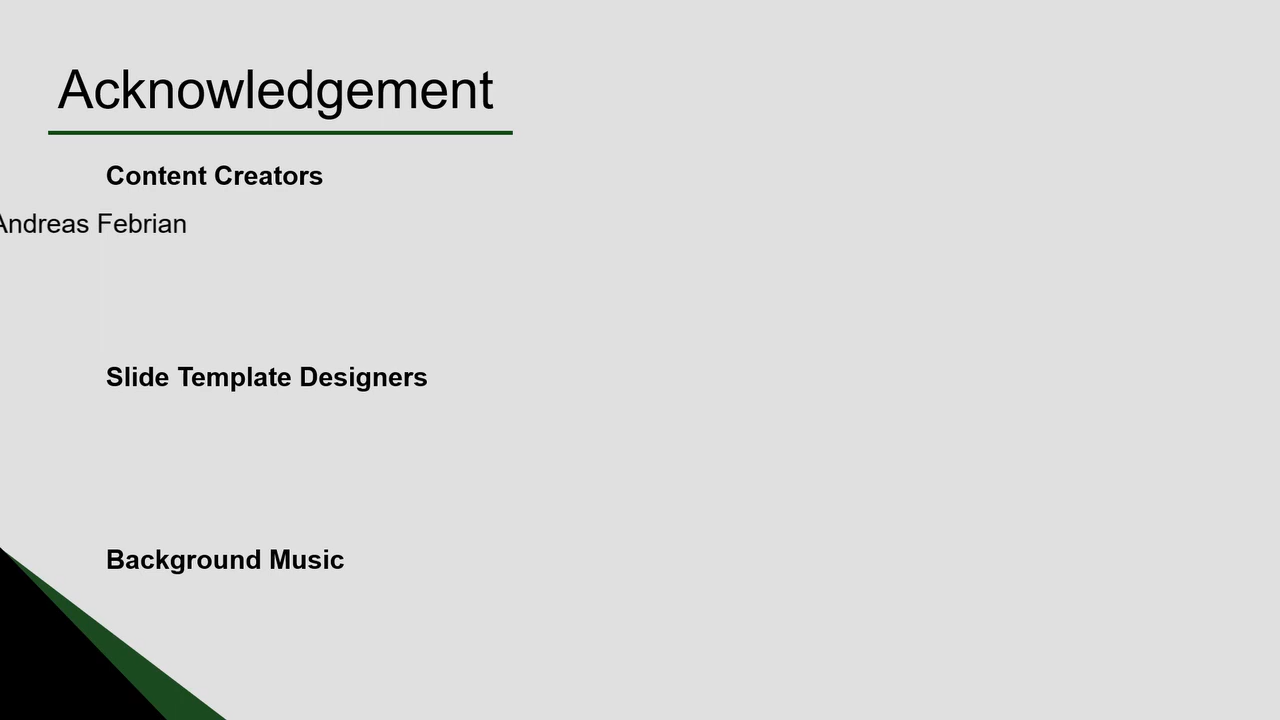 Acknowledgement
Content Creators
Andreas Febrian
Slide Template Designers
Background Music